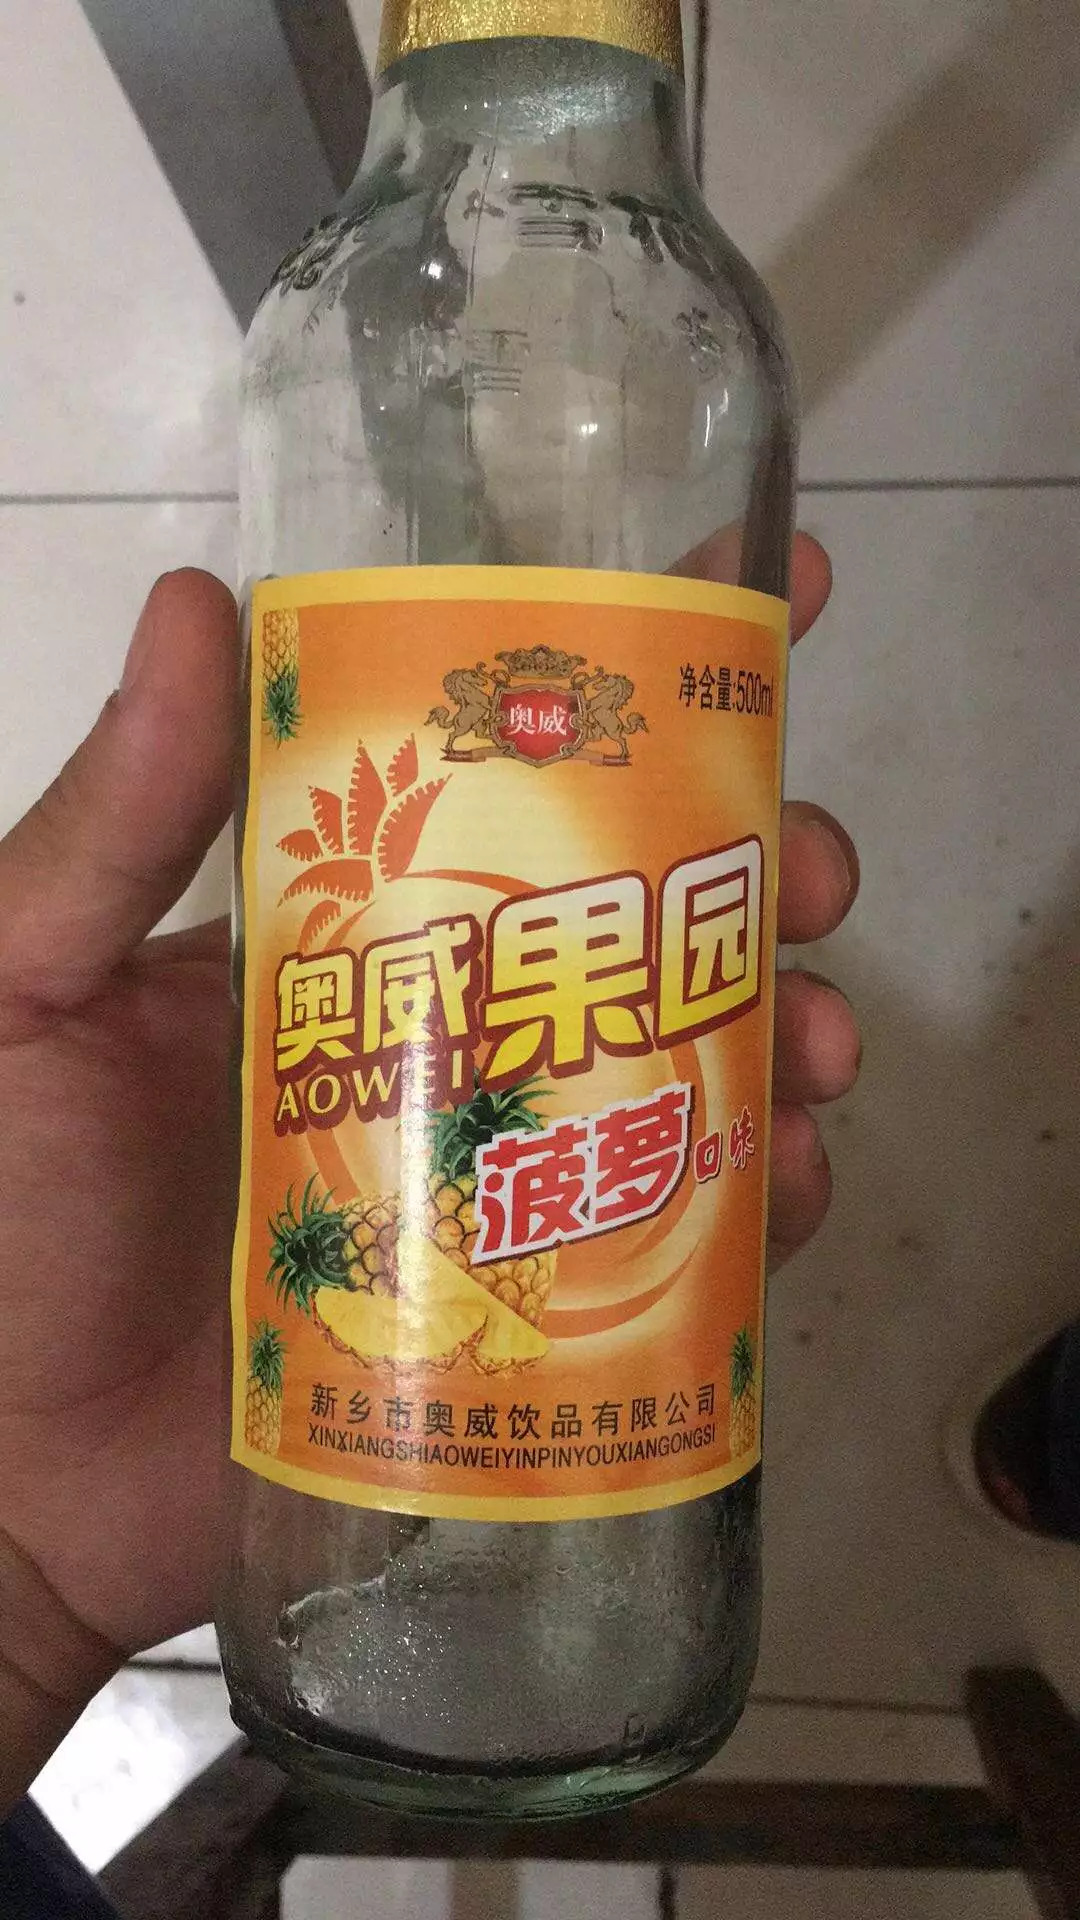 奥威
净含量:500ml
奥威果园
AOWEI
菠萝口味
新乡市奥威饮品有限公司
XINXIANGSHIAOWEIYINPINYOUXIANGONGSI